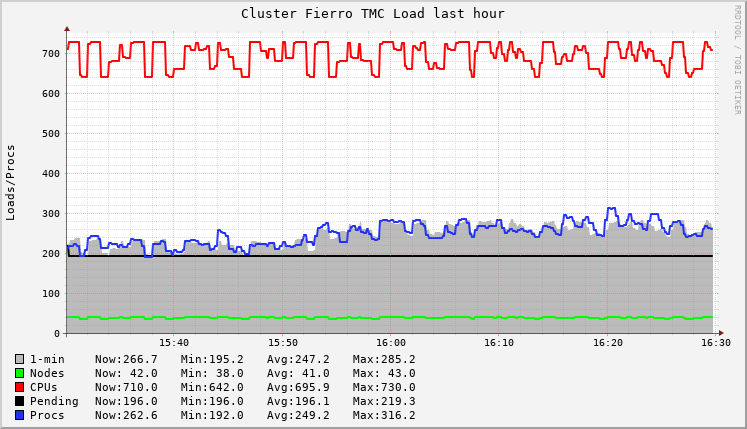 Cluster Fierro TMC Load last hour
RRDTOOL / TOBI OETIKER
Loads/Procs
700
600
500
400
300
200
100
0
15:40 15:50 16:00 16:10 16:20 16:30
1-min Now:266.7 Min:195.2 Avg:247.2 Max:285.2
Nodes Now: 42.0 Min: 38.0 Avg: 41.0 Max: 43.0
CPUs Now:710.0 Min:642.0 Avg:695.9 Max:730.0
Pending Now:196.0 Min:196.0 Avg:196.1 Max:219.3
Procs Now:262.6 Min:192.0 Avg:249.2 Max:316.2